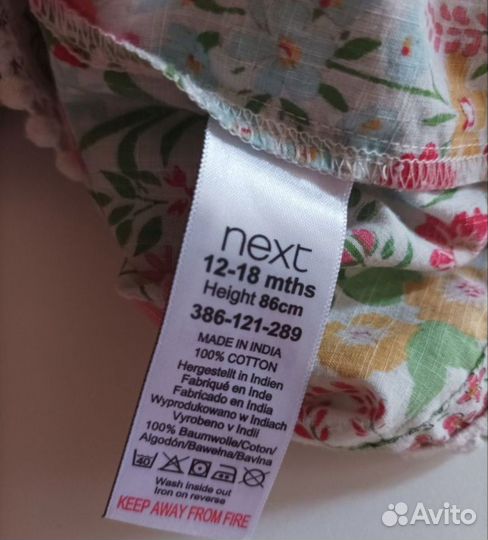 next
12-18 mths
Height 86cm
386-121-289
MADE IN INDIA
100% COTTON
Hergestellt in Indien
Fabriqué en Inde
Fabricado en India
Wyprodukowano w Indiach
Vyrobeno v Indii
100% Baumwolle/Coton/
Algodón/Bawełna/Bavlna
40
Wash inside out
Iron on reverse
KEEP AWAY FROM FIRE
Avito